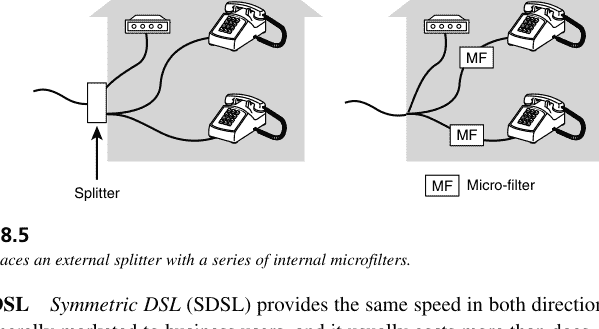 MF
MF
Splitter
MF Micro-filter
8.5
aces an external splitter with a series of internal microfilters.
DSL Symmetric DSL (SDSL) provides the same speed in both direction